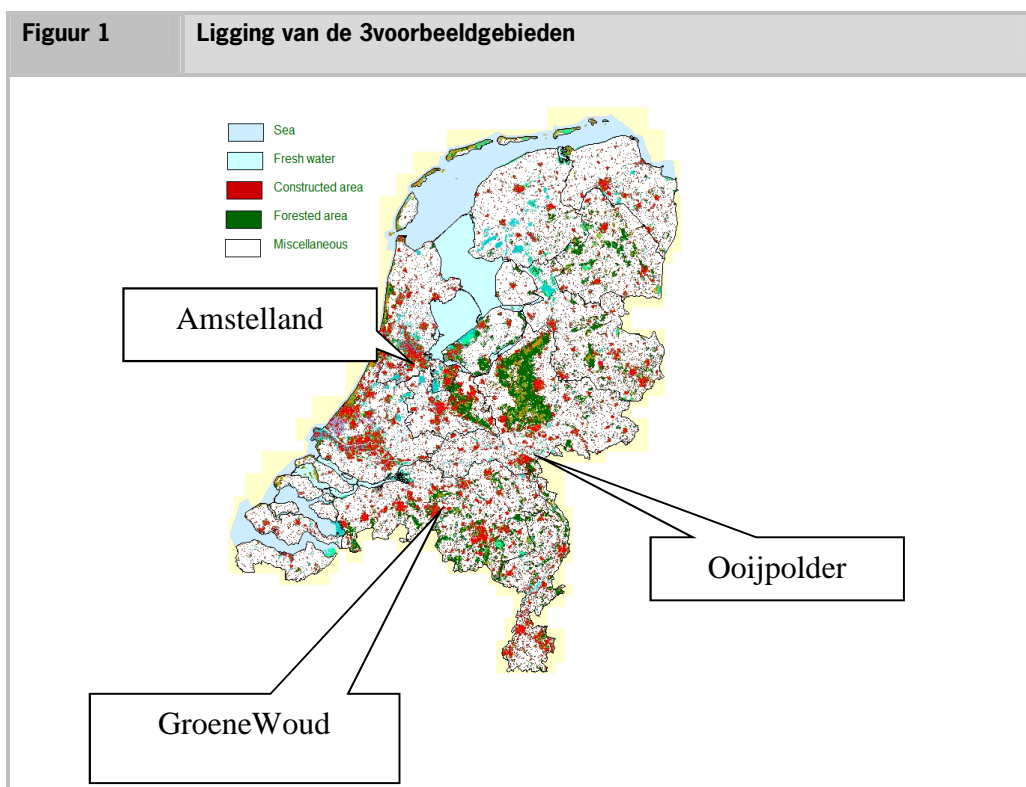 Figuur 1 Ligging van de 3voorbeeldgebieden
Sea
Fresh water
Constructed area
Forested area
Miscellaneous
Amstelland
Ooijpolder
GroeneWoud